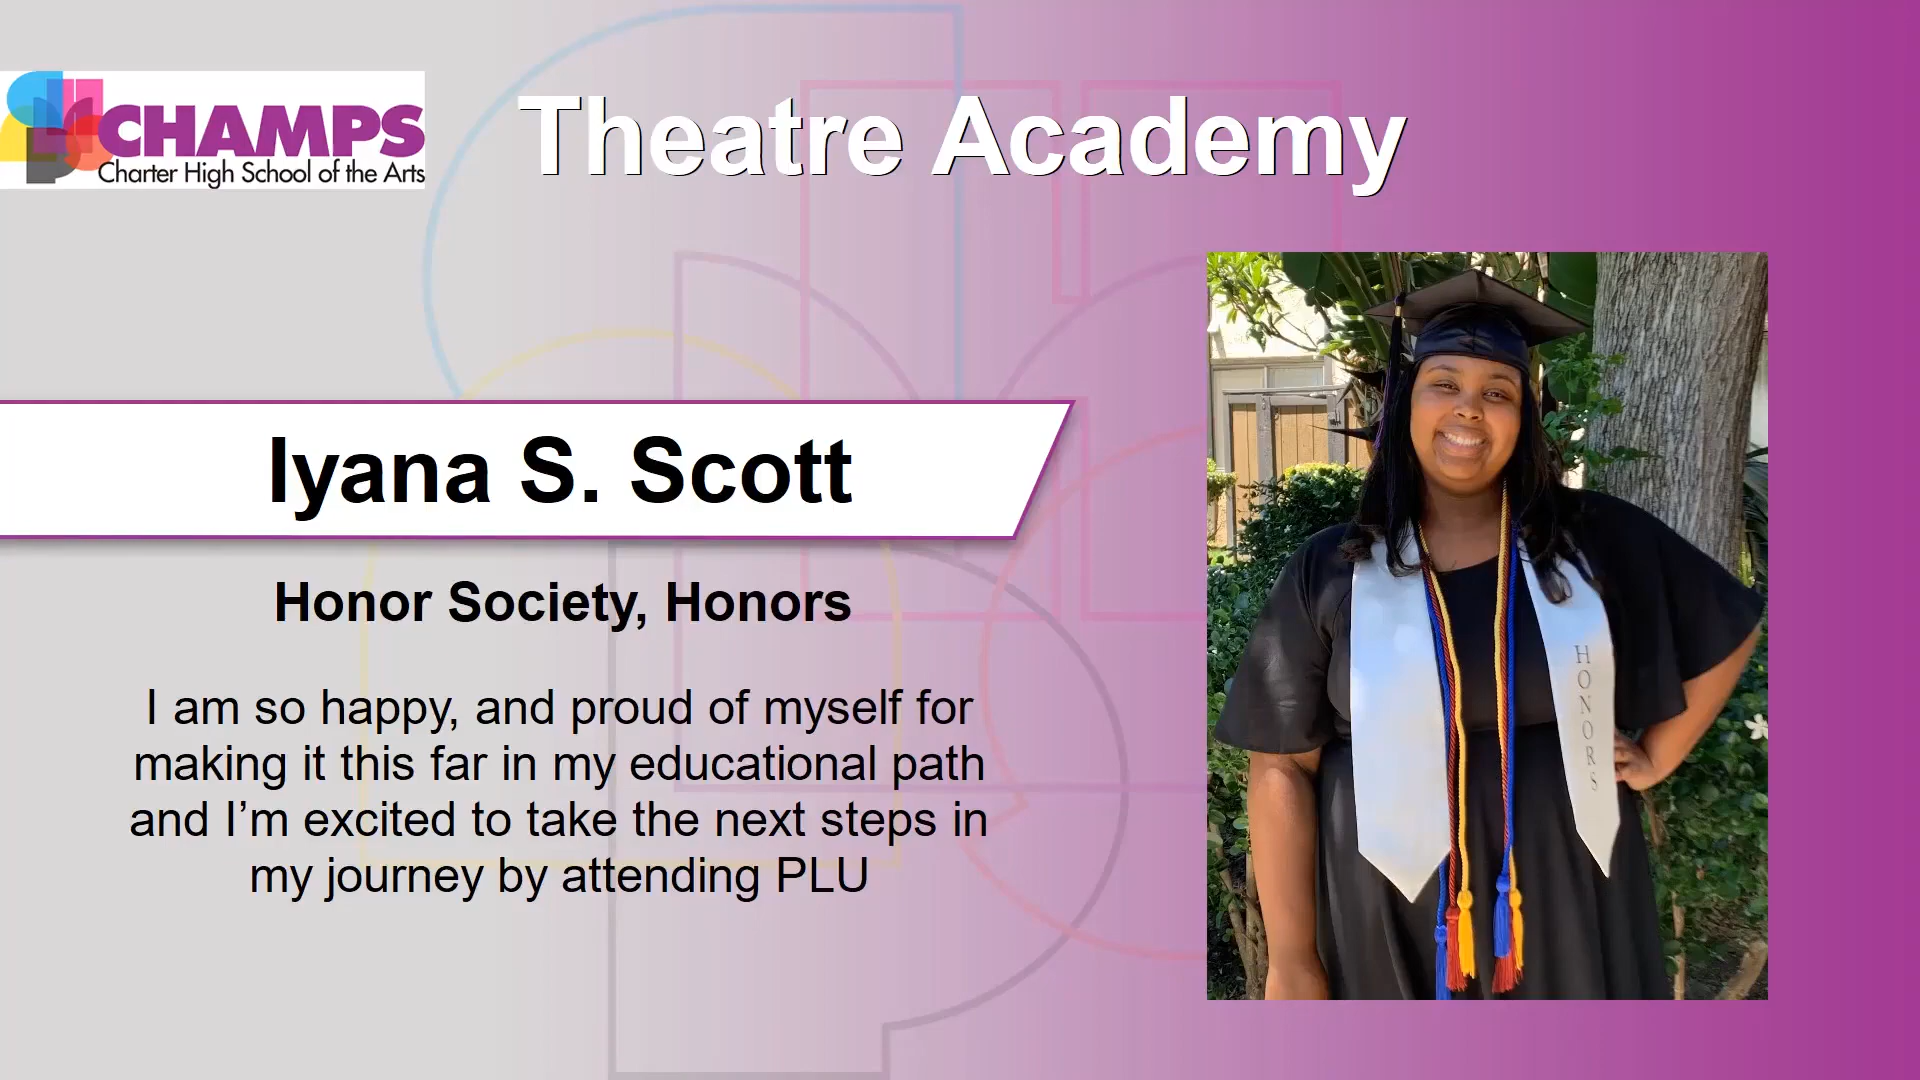 CHAMPS
Charter High School of the Arts
Theatre Academy
Iyana S. Scott
Honor Society, Honors
I am so happy, and proud of myself for
making it this far in my educational path
and I’m excited to take the next steps in
my journey by attending PLU
HONORS